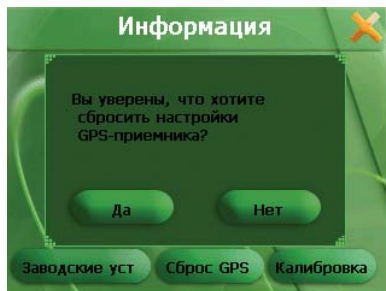 Информация
Вы уверены, что хотите
сбросить настройки
GPS-приемника?
Да Нет
Заводские уст Сброс GPS Калибровка